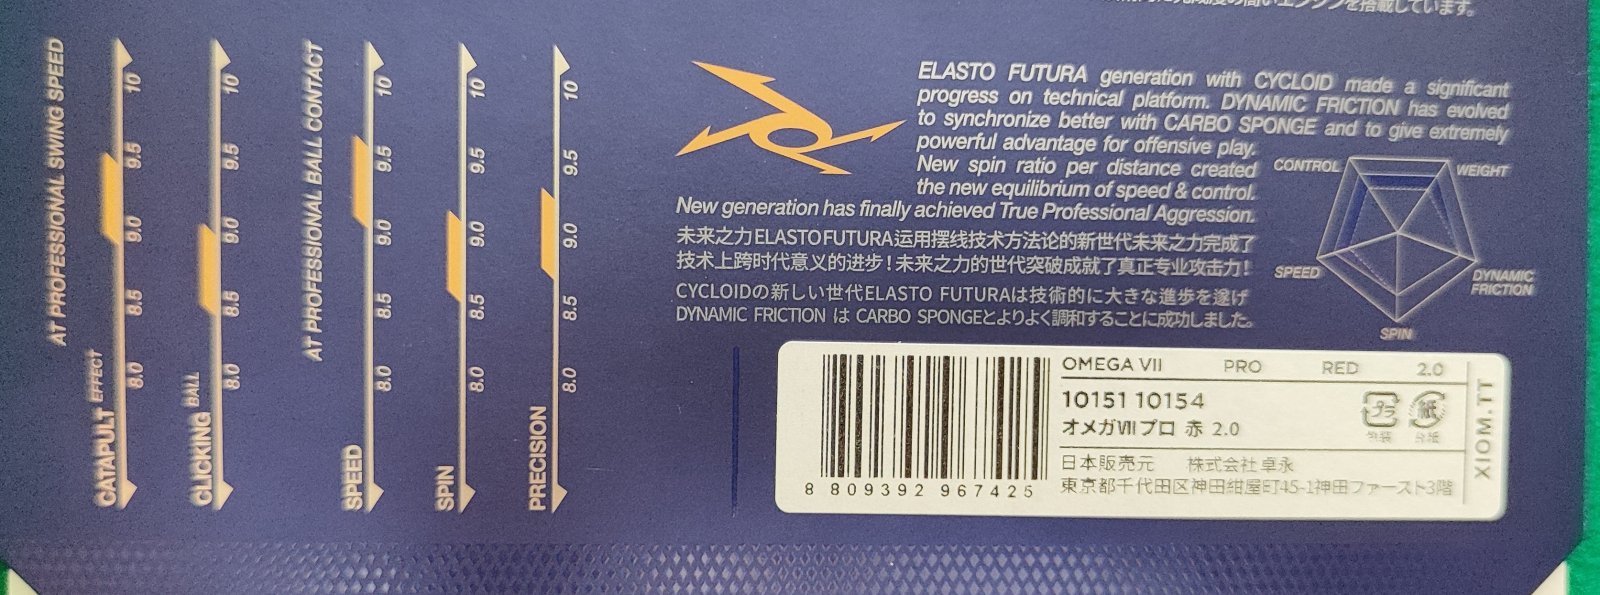 を搭載しています。
AT PROFESSIONAL SWING SPEED
CATAPULT EFFECT
8.0 8.5 9.0 9.5 10
CLICKING BALL
8.0 8.5 9.0 9.5 10
AT PROFESSIONAL BALL CONTACT
SPEED
8.0 8.5 9.0 9.5 10
SPIN
8.0 8.5 9.0 9.5 10
PRECISION
8.0 8.5 9.0 9.5 10
ELASTO FUTURA generation with CYCLOID made a significant
progress on technical platform. DYNAMIC FRICTION has evolved
to synchronize better with CARBO SPONGE and to give extremely
powerful advantage for offensive play.
New spin ratio per distance created
the new equilibrium of speed & control.
New generation has finally achieved True Professional Aggression.
未来之力ELASTO FUTURA运用摆线技术方法论的新世代未来之力完成了
技术上跨时代意义的进步！未来之力的世代突破成就了真正专业攻击力！
CYCLOIDの新しい世代ELASTO FUTURAは技術的に大きな進歩を遂げ
DYNAMIC FRICTION は CARBO SPONGEとよりよく調和することに成功しました。
CONTROL
WEIGHT
SPEED
DYNAMIC
FRICTION
SPIN
OMEGA VII PRO RED 2.0
10151 10154
オメガⅦプロ 赤 2.0
プラ 紙
包装 台紙
日本販売元 株式会社卓永
東京都千代田区神田紺屋町45-1神田ファースト3階
8 809392 967425
XIOM.TT